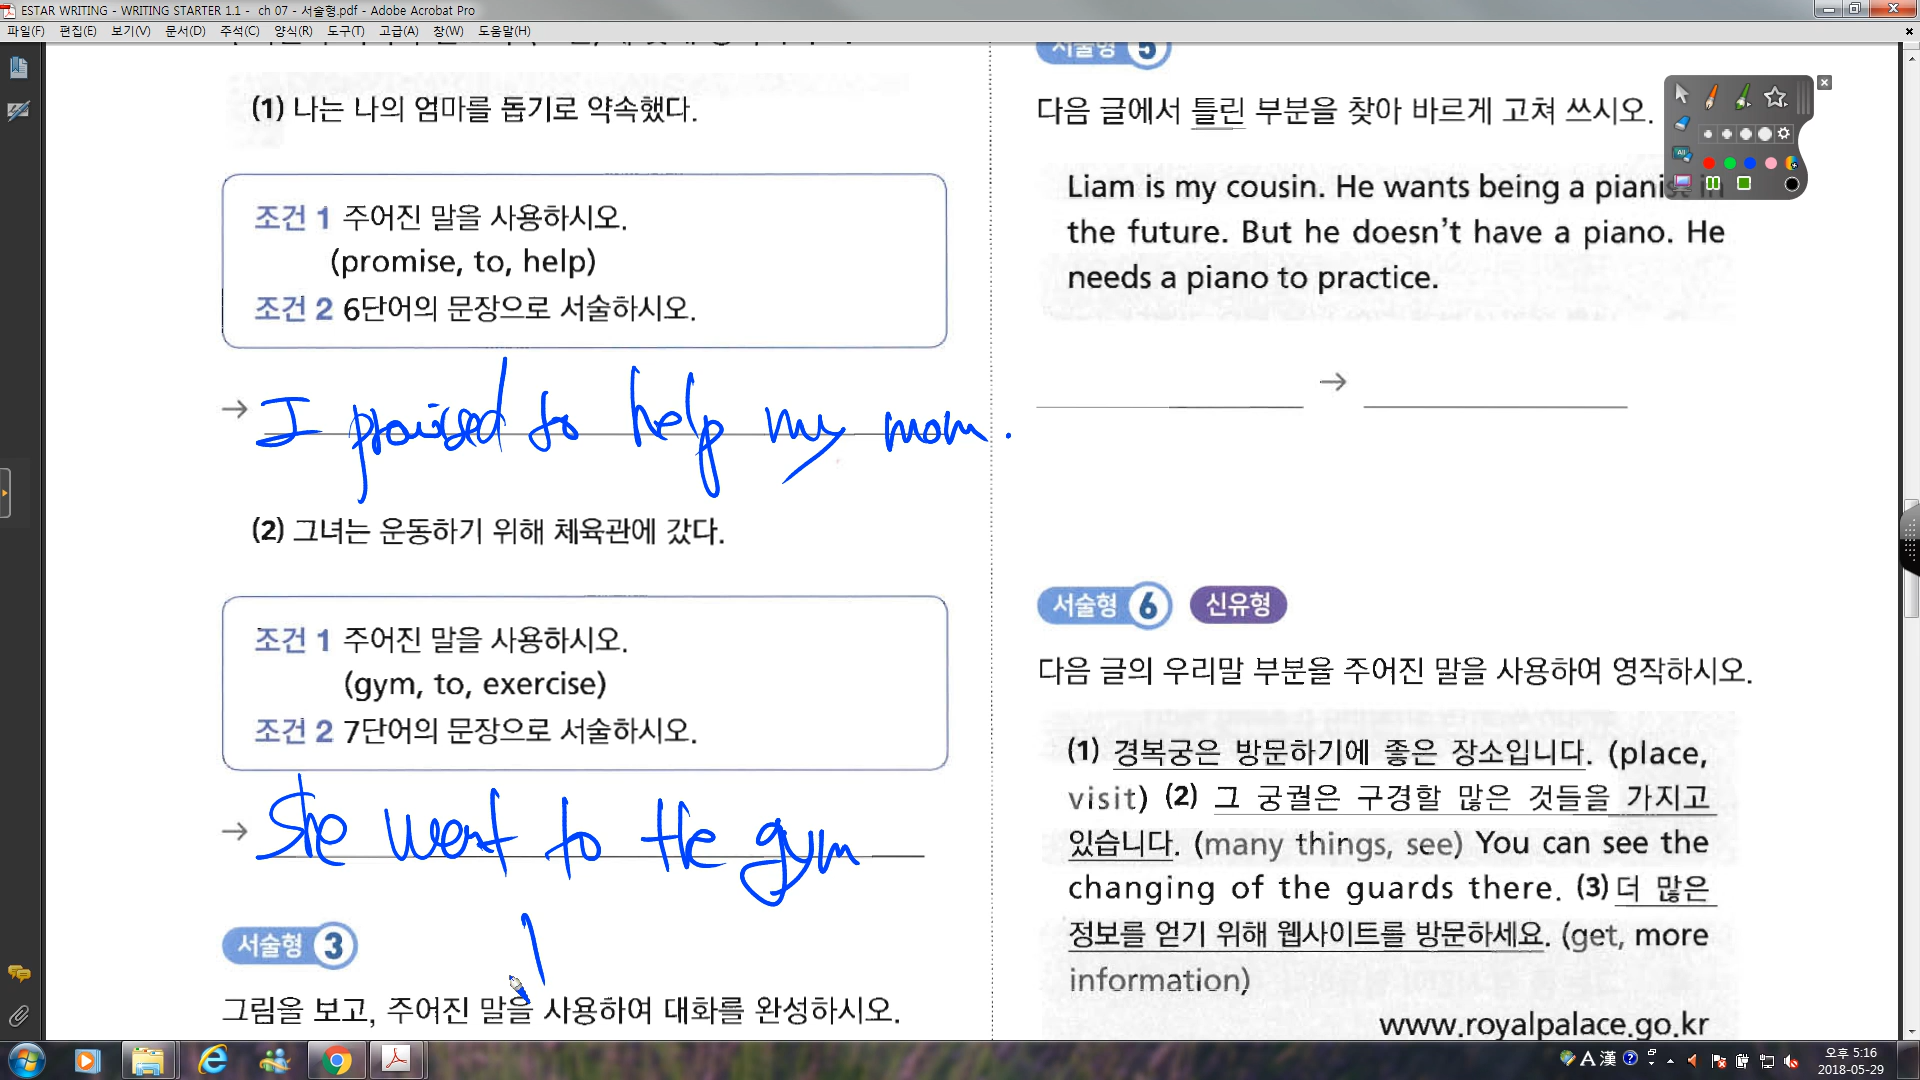 ESTAR WRITING - WRITING STARTER 1.1 - ch 07 - 서술형.pdf - Adobe Acrobat Pro
파일(F) 편집(E) 보기(V) 문서(D) 주석(C) 양식(R) 도구(T) 고급(A) 창(W) 도움말(H)
(1) 나는 나의 엄마를 돕기로 약속했다.
조건 1 주어진 말을 사용하시오.
(promise, to, help)
조건 2 6단어의 문장으로 서술하시오.
→ I promised to help my mom.
(2) 그녀는 운동하기 위해 체육관에 갔다.
조건 1 주어진 말을 사용하시오.
(gym, to, exercise)
조건 2 7단어의 문장으로 서술하시오.
→ She went to the gym
서술형 3
그림을 보고, 주어진 말을 사용하여 대화를 완성하시오.
서술형 5
다음 글에서 틀린 부분을 찾아 바르게 고쳐 쓰시오.
Liam is my cousin. He wants being a pianist in
the future. But he doesn't have a piano. He
needs a piano to practice.
→
서술형 6 신유형
다음 글의 우리말 부분을 주어진 말을 사용하여 영작하시오.
(1) 경복궁은 방문하기에 좋은 장소입니다. (place,
visit) (2) 그 궁궐은 구경할 많은 것들을 가지고
있습니다. (many things, see) You can see the
changing of the guards there. (3) 더 많은
정보를 얻기 위해 웹사이트를 방문하세요. (get, more
information)
www.royalpalace.go.kr
All
A 漢
오후 5:16
2018-05-29